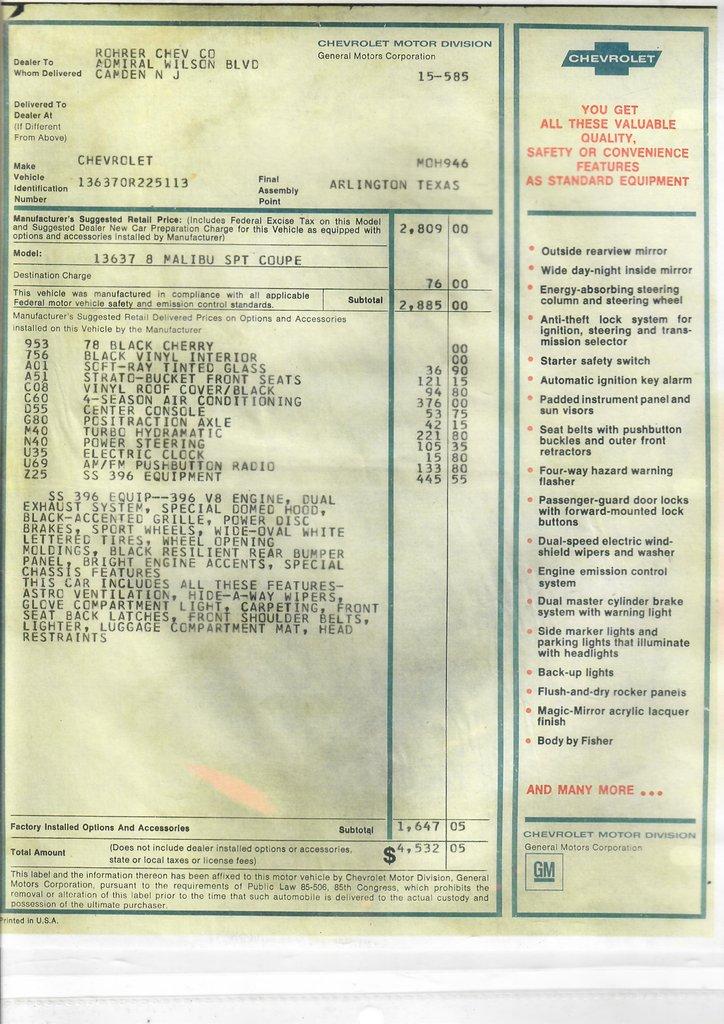 CHEVROLET MOTOR DIVISION
General Motors Corporation
Dealer To
Whom Delivered
ROHRER CHEV CO
ADMIRAL WILSON BLVD
CAMDEN N J
15-585
Delivered To
Dealer At
(If Different
From Above)
Make CHEVROLET MOH946
Vehicle
Identification
Number
136370R225113
Final
Assembly
Point
ARLINGTON TEXAS
Manufacturer's Suggested Retail Price: (Includes Federal Excise Tax on this Model
and Suggested Dealer New Car Preparation Charge for this Vehicle as equipped with
options and accessories installed by Manufacturer)
2,809 00
Model: 13637 8 MALIBU SPT COUPE
Destination Charge 76 00
This vehicle was manufactured in compliance with all applicable
Federal motor vehicle safety and emission control standards.
Subtotal 2,885 00
Manufacturer's Suggested Retail Delivered Prices on Options and Accessories
installed on this Vehicle by the Manufacturer
953 78 BLACK CHERRY 00
756 BLACK VINYL INTERIOR 00
A01 SOFT-RAY TINTED GLASS 36 90
A51 STRATO-BUCKET FRONT SEATS 121 15
C08 VINYL ROOF COVER/BLACK 94 80
C60 4-SEASON AIR CONDITIONING 376 00
D55 CENTER CONSOLE 53 75
G80 POSITRACTION AXLE 42 15
M40 TURBO HYDRAMATIC 221 80
N40 POWER STEERING 105 35
U35 ELECTRIC CLOCK 15 80
U69 AM/FM PUSHBUTTON RADIO 133 80
Z25 SS 396 EQUIPMENT 445 55
SS 396 EQUIP--396 V8 ENGINE, DUAL
EXHAUST SYSTEM, SPECIAL DOMED HOOD,
BLACK-ACCENTED GRILLE, POWER DISC
BRAKES, SPORT WHEELS, WIDE-OVAL WHITE
LETTERED TIRES, WHEEL OPENING
MOLDINGS, BLACK RESILIENT REAR BUMPER
PANEL, BRIGHT ENGINE ACCENTS, SPECIAL
CHASSIS FEATURES
THIS CAR INCLUDES ALL THESE FEATURES-
ASTRO VENTILATION, HIDE-A-WAY WIPERS,
GLOVE COMPARTMENT LIGHT, CARPETING, FRONT
SEAT BACK LATCHES, FRONT SHOULDER BELTS,
LIGHTER, LUGGAGE COMPARTMENT MAT, HEAD
RESTRAINTS
Factory Installed Options And Accessories Subtotal 1,647 05
Total Amount (Does not include dealer installed options or accessories,
state or local taxes or license fees)
$4,532 05
This label and the information thereon has been affixed to this motor vehicle by Chevrolet Motor Division, General
Motors Corporation, pursuant to the requirements of Public Law 85-506, 85th Congress, which prohibits the
removal or alteration of this label prior to the time that such automobile is delivered to the actual custody and
possession of the ultimate purchaser.
Printed in U.S.A.
CHEVROLET
YOU GET
ALL THESE VALUABLE
QUALITY,
SAFETY OR CONVENIENCE
FEATURES
AS STANDARD EQUIPMENT
• Outside rearview mirror
• Wide day-night inside mirror
• Energy-absorbing steering
column and steering wheel
• Anti-theft lock system for
ignition, steering and trans-
mission selector
• Starter safety switch
• Automatic ignition key alarm
• Padded instrument panel and
sun visors
• Seat belts with pushbutton
buckles and outer front
retractors
• Four-way hazard warning
flasher
• Passenger-guard door locks
with forward-mounted lock
buttons
• Dual-speed electric wind-
shield wipers and washer
• Engine emission control
system
• Dual master cylinder brake
system with warning light
• Side marker lights and
parking lights that illuminate
with headlights
• Back-up lights
• Flush-and-dry rocker panels
• Magic-Mirror acrylic lacquer
finish
• Body by Fisher
AND MANY MORE ...
CHEVROLET MOTOR DIVISION
General Motors Corporation
GM